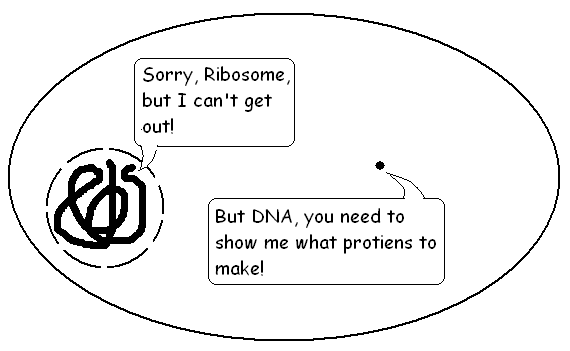 Sorry, Ribosome,
but I can't get
out!
But DNA, you need to
show me what protiens to
make!